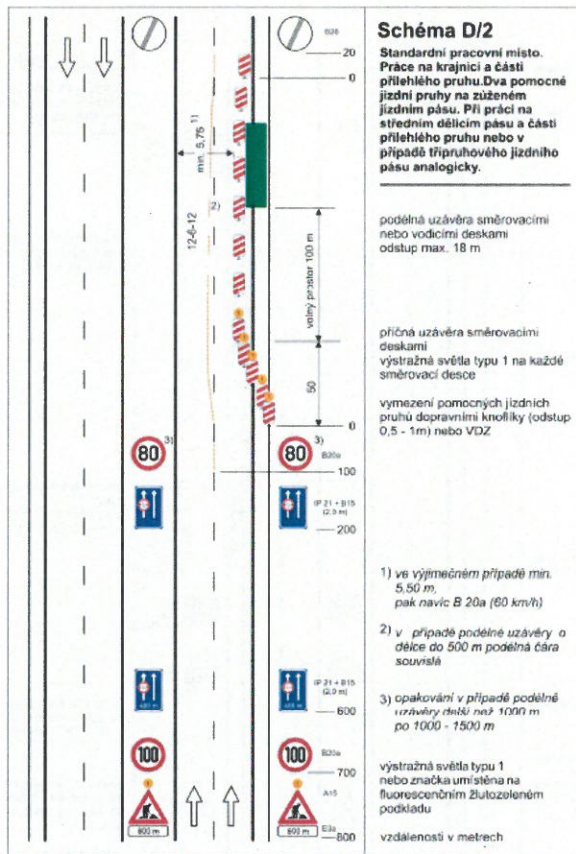 Schéma D/2
Standardní pracovní místo.
Práce na krajnici a části
přilehlého pruhu.Dva pomocné
jízdní pruhy na zúženém
jízdním pásu. Při práci na
středním dělicím pásu a části
přilehlého pruhu nebo v
případě třípruhového jízdního
pásu analogicky.
podélná uzávěra směrovacími
nebo vodicími deskami
odstup max. 18 m
příčná uzávěra směrovacími
deskami
výstražná světla typu 1 na každé
směrovací desce
vymezení pomocných jízdních
pruhů dopravními knoflíky (odstup
0,5 - 1m) nebo VDZ
1) ve výjimečném případě min.
5,50 m,
pak navíc B 20a (60 km/h)
2) v případě podélné uzávěry o
délce do 500 m podélná čára
souvislá
3) opakování v případě podélné
uzávěry delší než 1000 m
po 1000 - 1500 m
výstražná světla typu 1
nebo značka umístěna na
fluorescenčním žlutozeleném
podkladu
vzdálenosti v metrech
B26
20
0
min. 5,75 1)
2)
12-6-12
volný prostor 100 m
50
0
80
3)
80
3)
B20a
100
IP 21 + B15
(2,0 m)
200
IP 21 + B15
(2,0 m)
600
100
100
B20a
700
A15
800 m
800 m
E3a
800